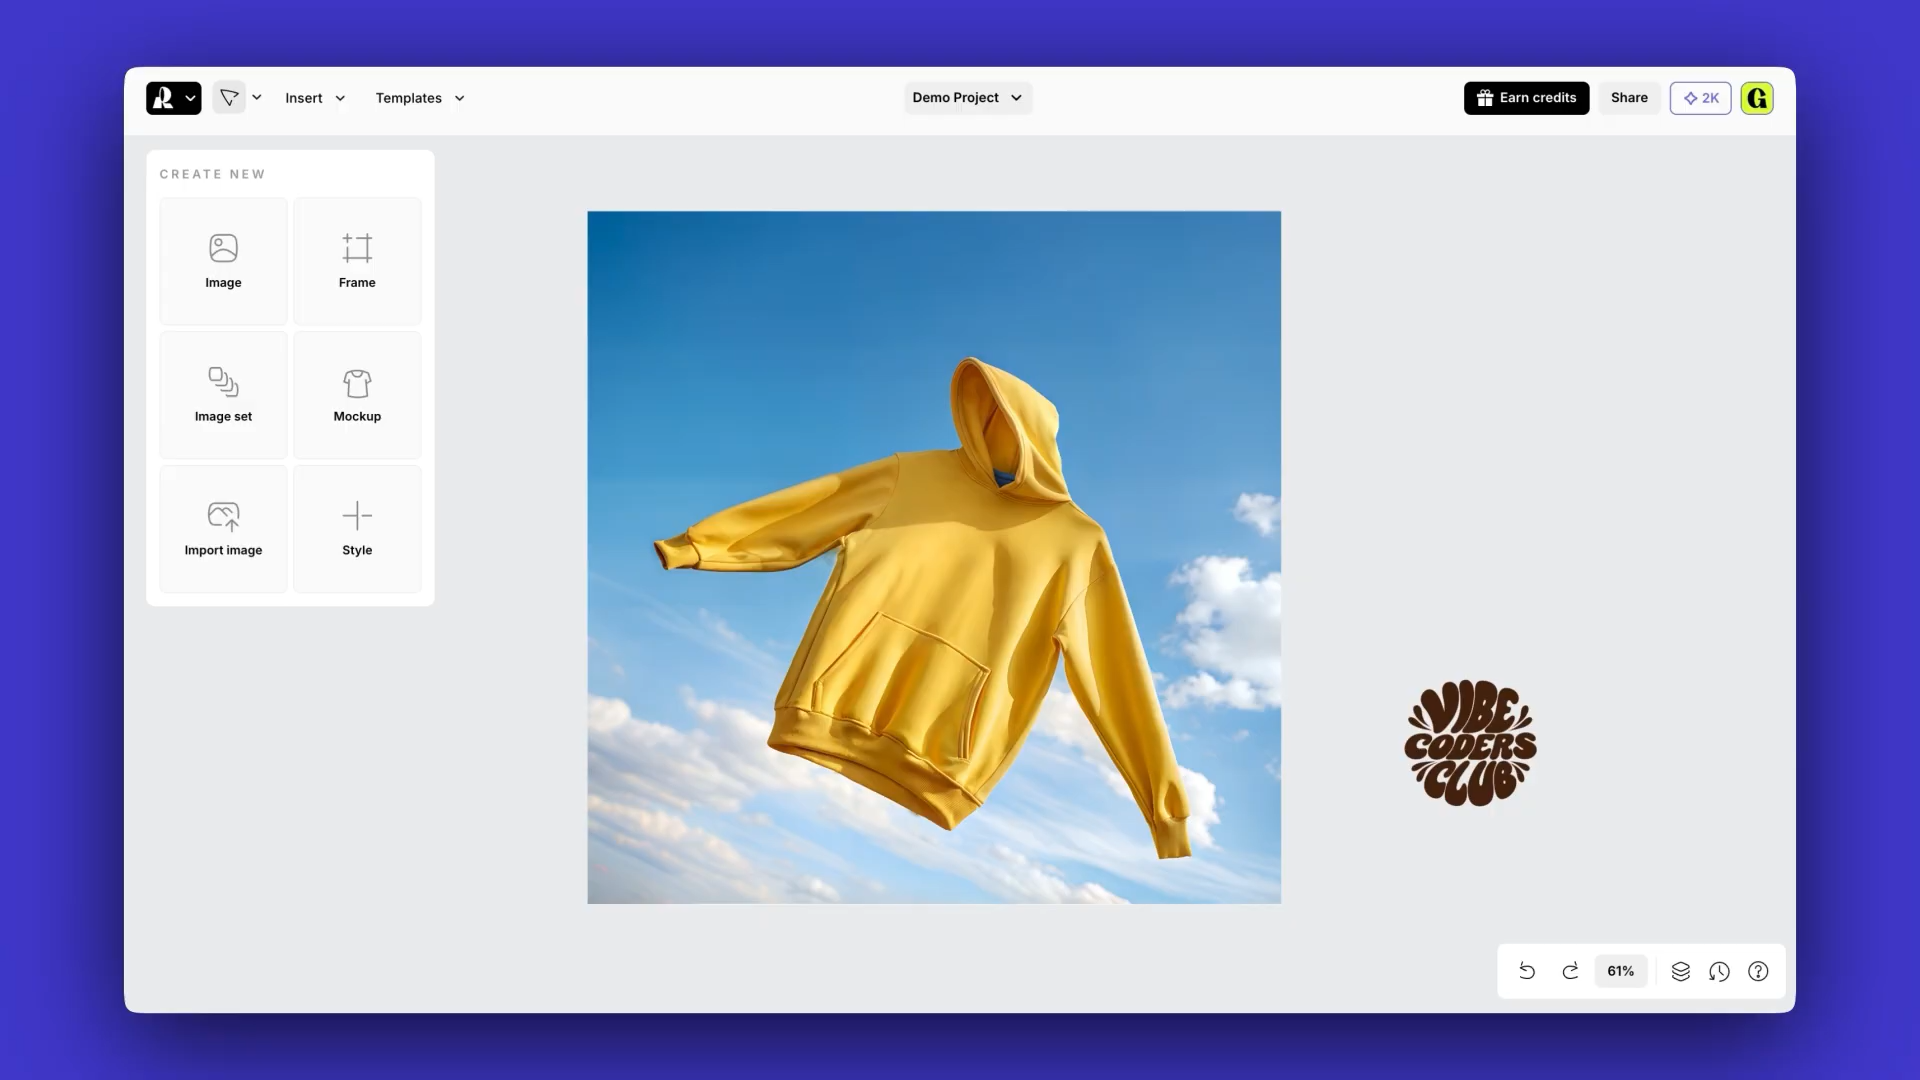 Insert
Templates
Demo Project
Earn credits
Share
2K
G
CREATE NEW
Image
Frame
Image set
Mockup
Import image
Style
VIBE
CODERS
CLUB
61%